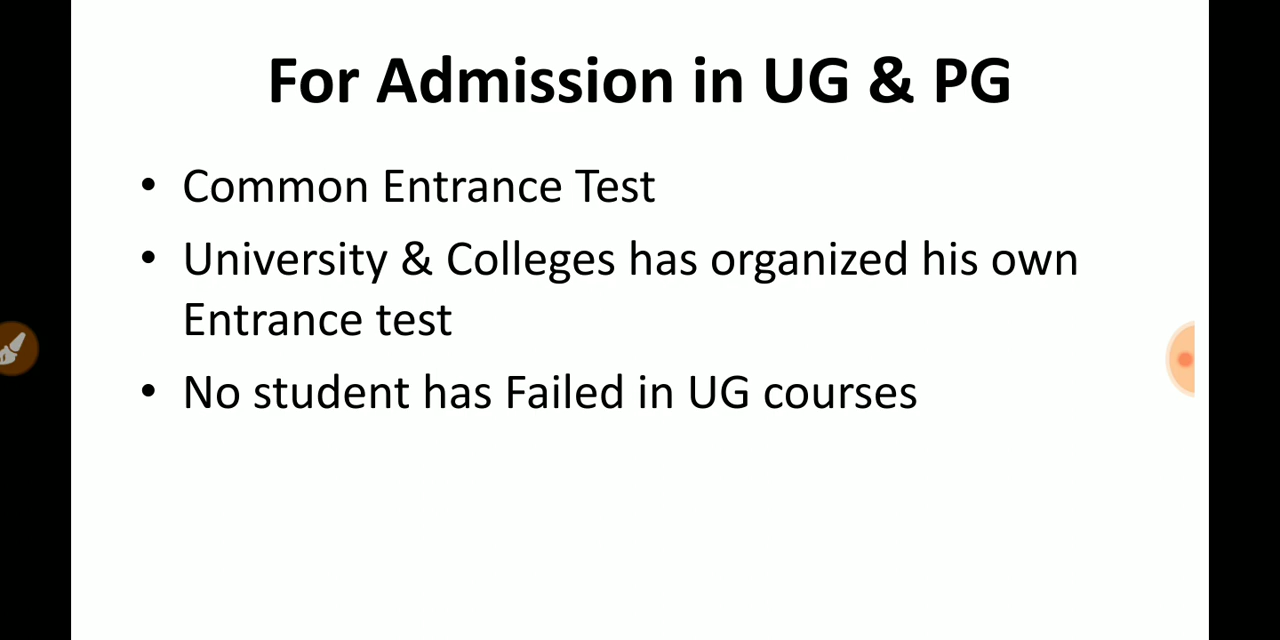 For Admission in UG & PG
• Common Entrance Test
• University & Colleges has organized his own
Entrance test
• No student has Failed in UG courses